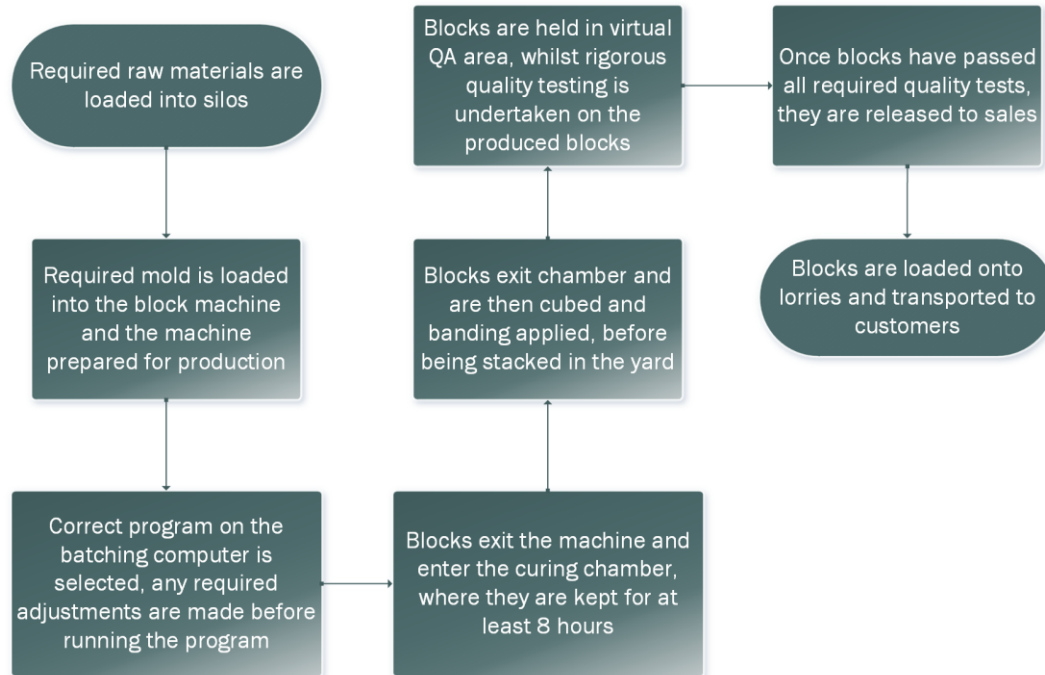 Required raw materials are
loaded into silos
Required mold is loaded
into the block machine
and the machine
prepared for production
Correct program on the
batching computer is
selected, any required
adjustments are made before
running the program
Blocks exit the machine and
enter the curing chamber,
where they are kept for at
least 8 hours
Blocks exit chamber and
are then cubed and
banding applied, before
being stacked in the yard
Blocks are held in virtual
QA area, whilst rigorous
quality testing is
undertaken on the
produced blocks
Once blocks have passed
all required quality tests,
they are released to sales
Blocks are loaded onto
lorries and transported to
customers